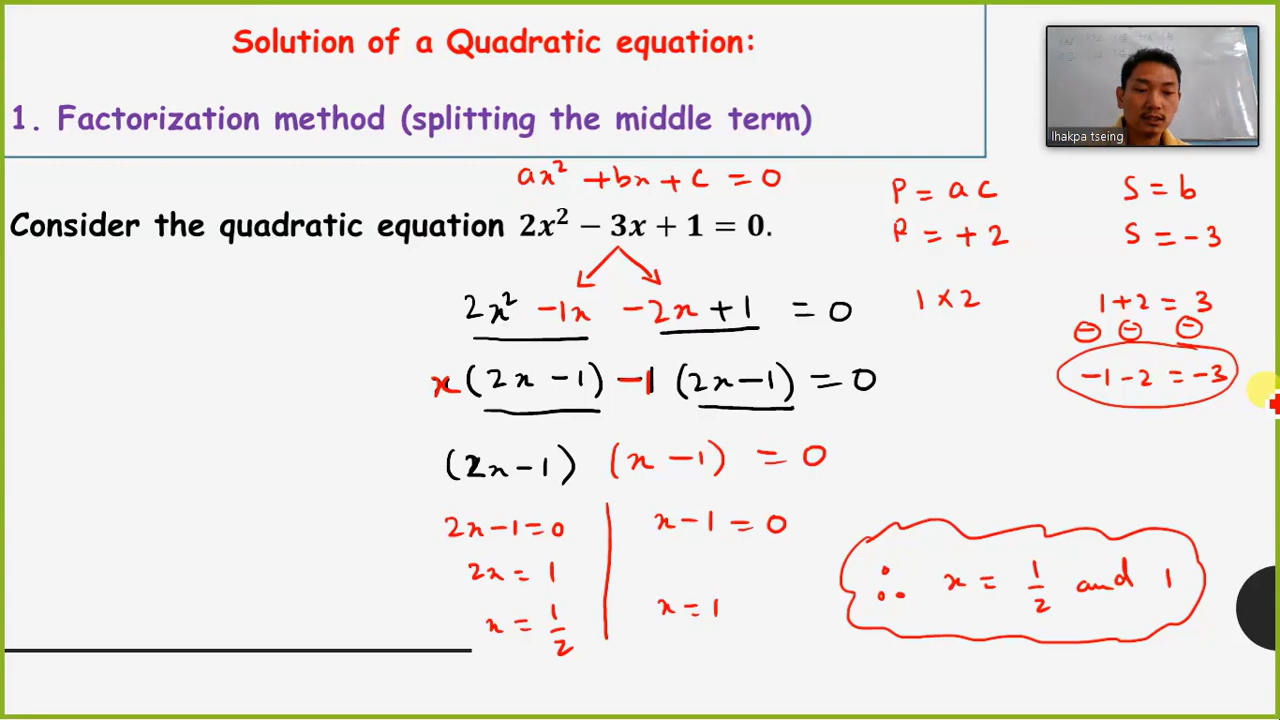 Solution of a Quadratic equation:
1. Factorization method (splitting the middle term)
lhakpa tseing
ax² + bx + c = 0
P = ac
S = b
Consider the quadratic equation 2x² − 3x + 1 = 0.
P = +2
S = -3
2x² -1x -2x + 1 = 0
1 × 2
1 + 2 = 3
⊖ ⊖ ⊖
x(2x - 1) -1 (2x - 1) = 0
-1 - 2 = -3
(2x - 1) (x - 1) = 0
2x - 1 = 0
x - 1 = 0
2x = 1
x = 1/2
x = 1
∴ x = 1/2 and 1